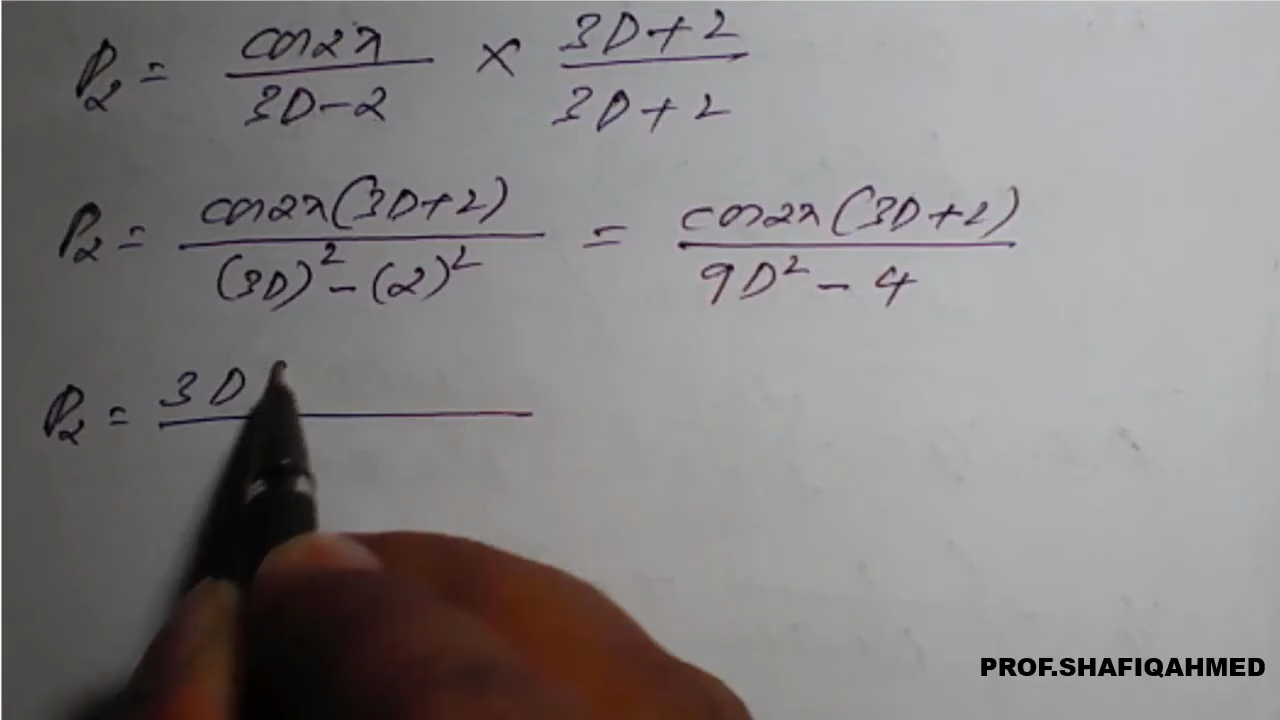 P₂ = cos2x / 3D-2 × 3D+2 / 3D+2
P₂ = cos2x(3D+2) / (3D)² - (2)² = cos2x(3D+2) / 9D² - 4
P₂ = 3D
PROF.SHAFIQAHMED